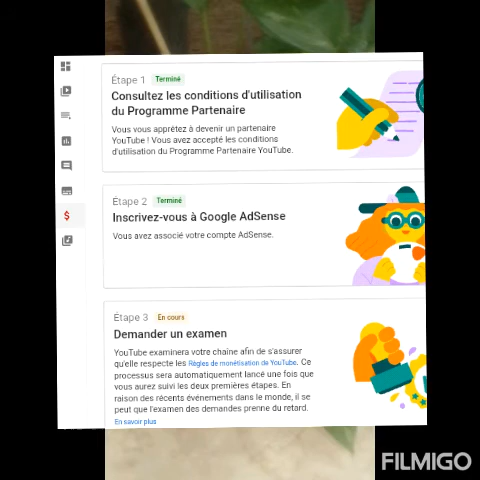 Étape 1 Terminé
Consultez les conditions d'utilisation
du Programme Partenaire
Vous vous apprêtez à devenir un partenaire
YouTube ! Vous avez accepté les conditions
d'utilisation du Programme Partenaire YouTube.
Étape 2 Terminé
Inscrivez-vous à Google AdSense
Vous avez associé votre compte AdSense.
Étape 3 En cours
Demander un examen
YouTube examinera votre chaine afin de s'assurer
qu'elle respecte les Règles de monétisation de YouTube. Ce
processus sera automatiquement lancé une fois que
vous aurez suivi les deux premières étapes. En
raison des récents événements dans le monde, il se
peut que l'examen des demandes prenne du retard.
En savoir plus
FILMIGO